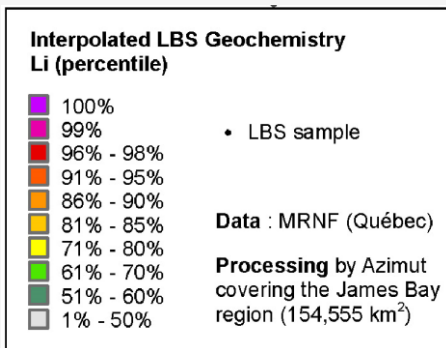 Interpolated LBS Geochemistry
Li (percentile)
100%
99%
96% - 98%
91% - 95%
86% - 90%
81% - 85%
71% - 80%
61% - 70%
51% - 60%
1% - 50%
• LBS sample
Data : MRNF (Québec)
Processing by Azimut
covering the James Bay
region (154,555 km²)